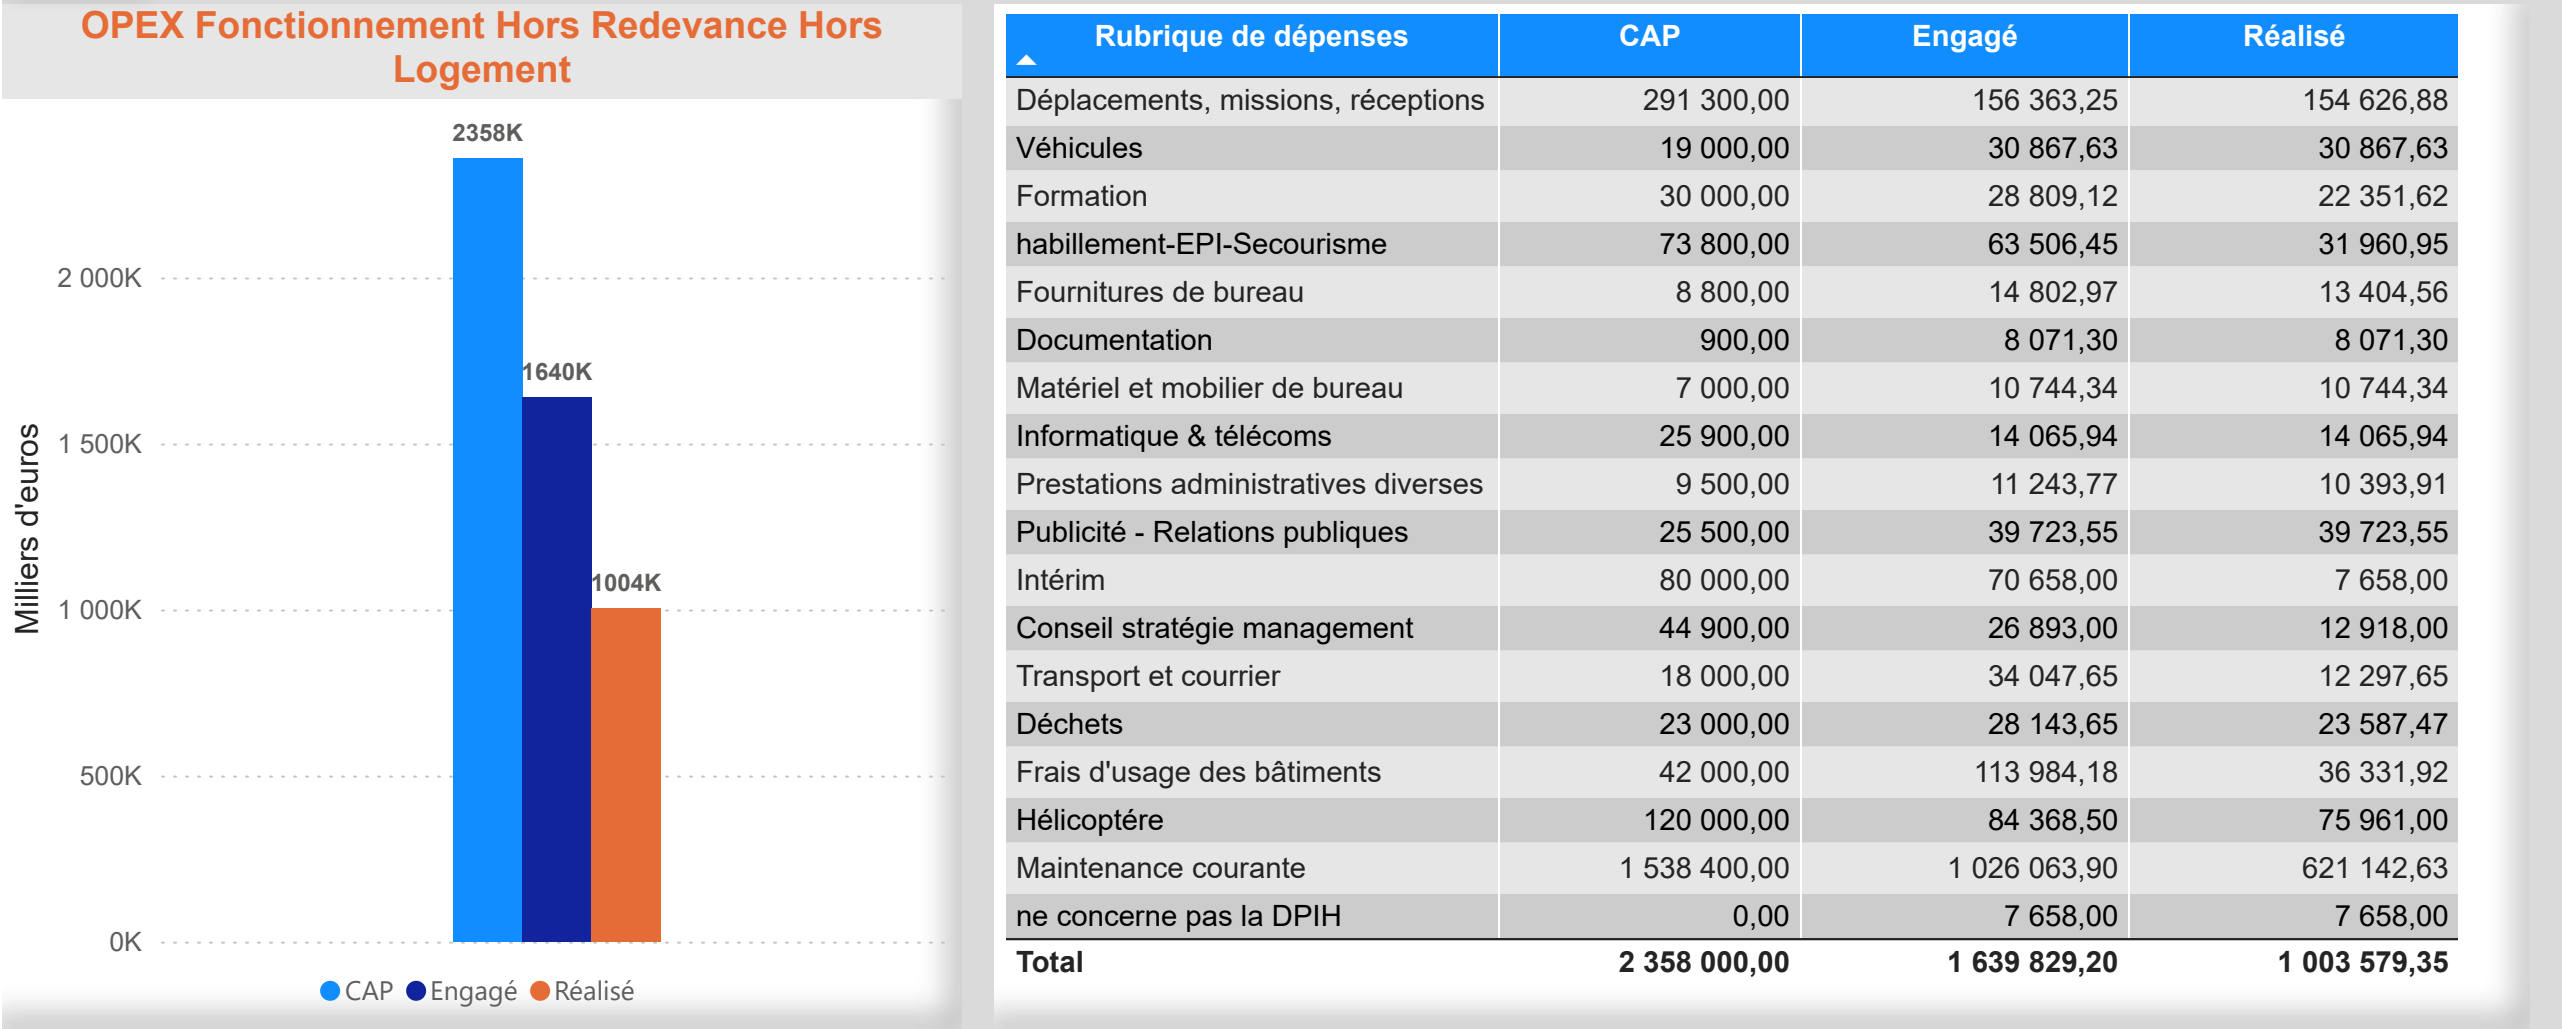 OPEX Fonctionnement Hors Redevance Hors
Logement
Milliers d'euros
2 000K
1 500K
1 000K
500K
0K
2358K
1640K
1004K
CAP Engagé Réalisé
Rubrique de dépenses CAP Engagé Réalisé
Déplacements, missions, réceptions 291 300,00 156 363,25 154 626,88
Véhicules 19 000,00 30 867,63 30 867,63
Formation 30 000,00 28 809,12 22 351,62
habillement-EPI-Secourisme 73 800,00 63 506,45 31 960,95
Fournitures de bureau 8 800,00 14 802,97 13 404,56
Documentation 900,00 8 071,30 8 071,30
Matériel et mobilier de bureau 7 000,00 10 744,34 10 744,34
Informatique & télécoms 25 900,00 14 065,94 14 065,94
Prestations administratives diverses 9 500,00 11 243,77 10 393,91
Publicité - Relations publiques 25 500,00 39 723,55 39 723,55
Intérim 80 000,00 70 658,00 7 658,00
Conseil stratégie management 44 900,00 26 893,00 12 918,00
Transport et courrier 18 000,00 34 047,65 12 297,65
Déchets 23 000,00 28 143,65 23 587,47
Frais d'usage des bâtiments 42 000,00 113 984,18 36 331,92
Hélicoptére 120 000,00 84 368,50 75 961,00
Maintenance courante 1 538 400,00 1 026 063,90 621 142,63
ne concerne pas la DPIH 0,00 7 658,00 7 658,00
Total 2 358 000,00 1 639 829,20 1 003 579,35